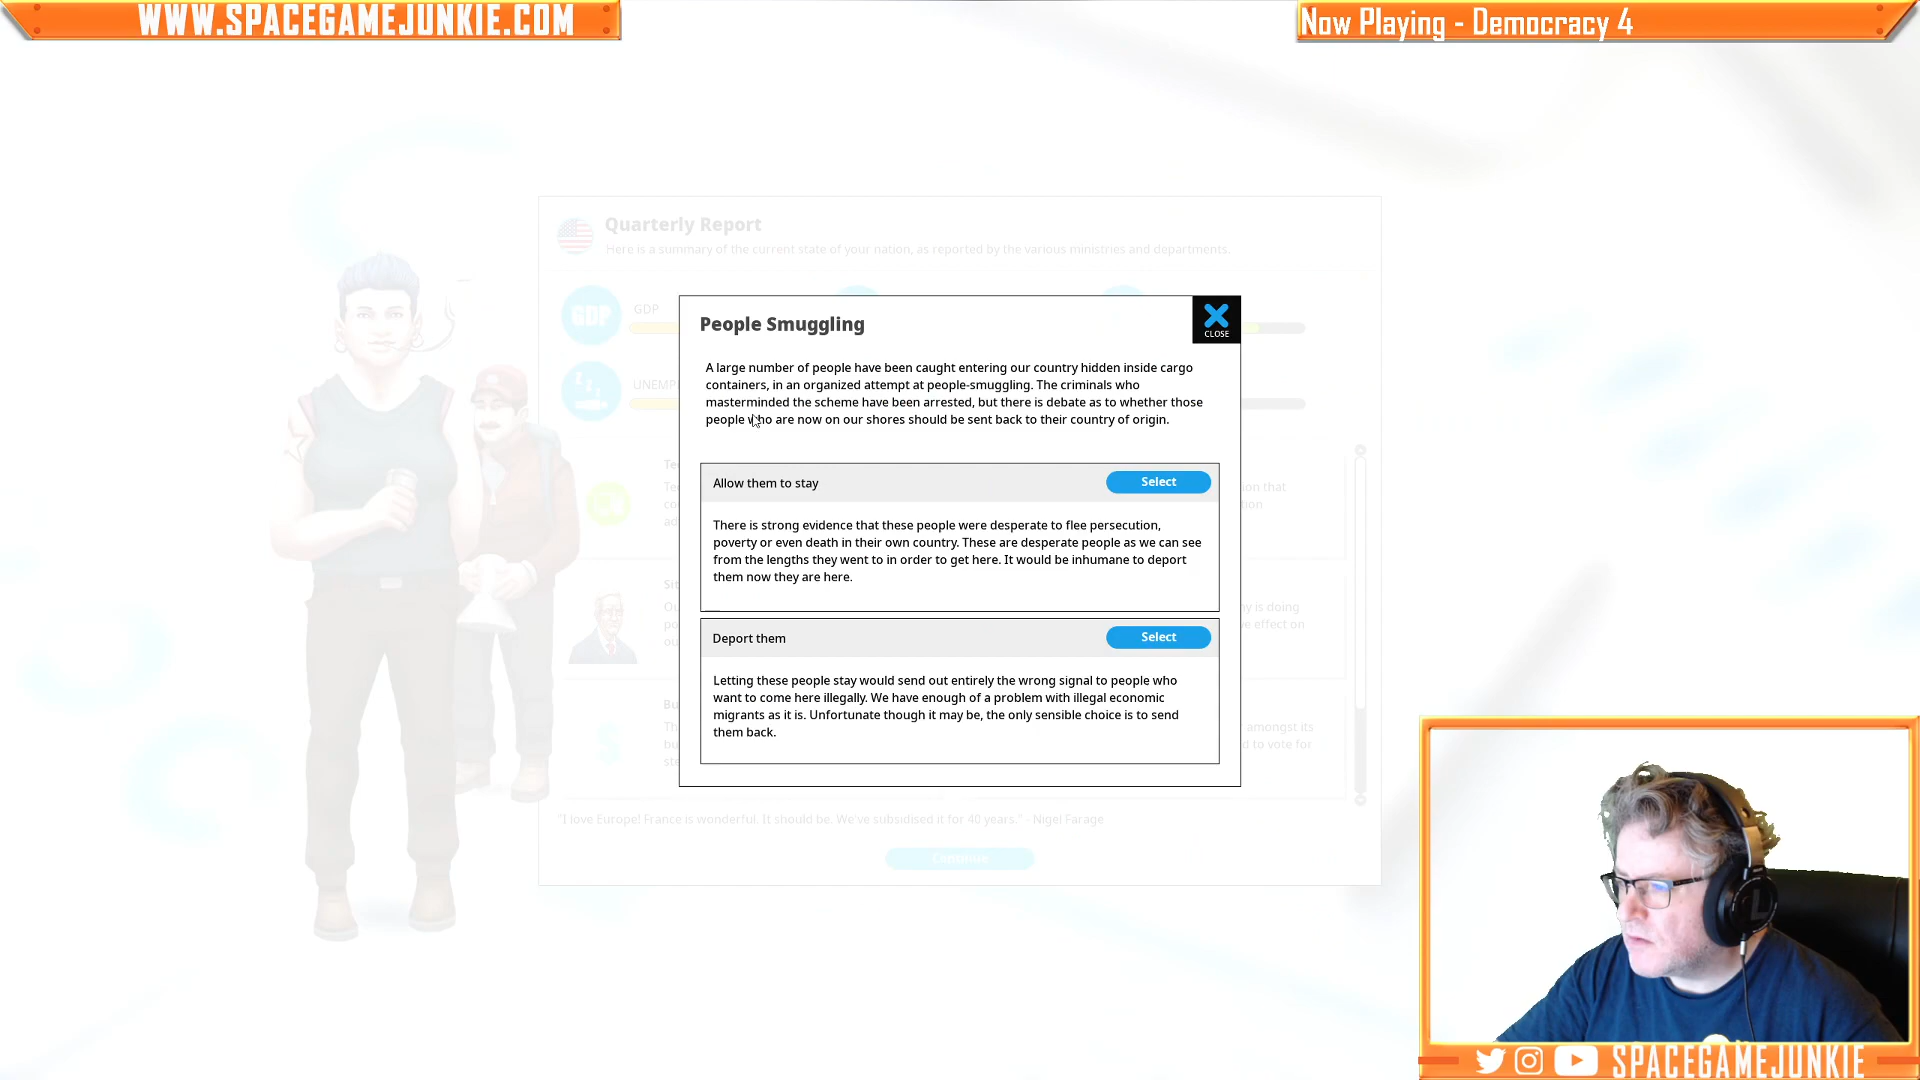 WWW.SPACEGAMEJUNKIE.COM
Now Playing - Democracy 4
Quarterly Report
Here is a summary of the current state of your nation, as reported by the various ministries and departments.
GDP
GDP
UNEMP
People Smuggling
CLOSE
A large number of people have been caught entering our country hidden inside cargo
containers, in an organized attempt at people-smuggling. The criminals who
masterminded the scheme have been arrested, but there is debate as to whether those
people who are now on our shores should be sent back to their country of origin.
Allow them to stay
Select
There is strong evidence that these people were desperate to flee persecution,
poverty or even death in their own country. These are desperate people as we can see
from the lengths they went to in order to get here. It would be inhumane to deport
them now they are here.
Deport them
Select
Letting these people stay would send out entirely the wrong signal to people who
want to come here illegally. We have enough of a problem with illegal economic
migrants as it is. Unfortunate though it may be, the only sensible choice is to send
them back.
"I love Europe! France is wonderful. It should be. We've subsidised it for 40 years." - Nigel Farage
Continue
SPACEGAMEJUNKIE